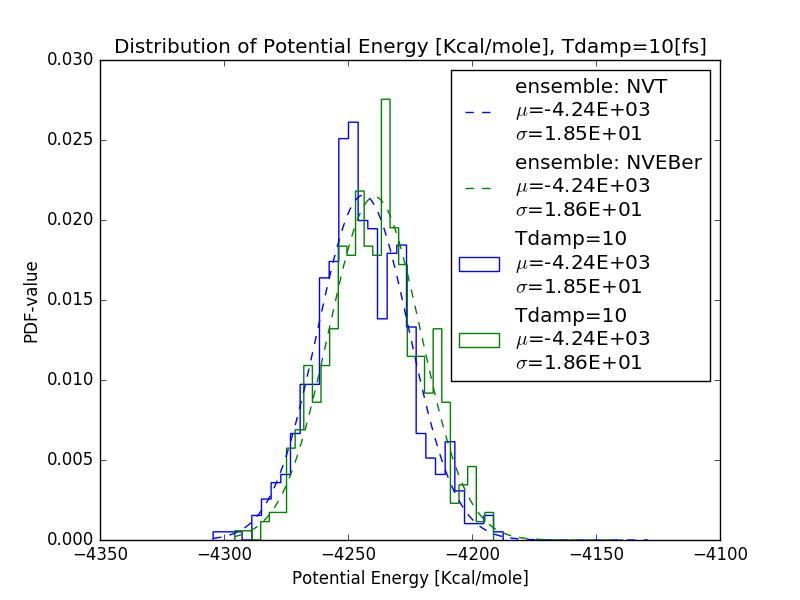 Distribution of Potential Energy [Kcal/mole], Tdamp=10[fs]
0.030
0.025
0.020
0.015
0.010
0.005
0.000
PDF-value
ensemble: NVT
μ=-4.24E+03
σ=1.85E+01
ensemble: NVEBer
μ=-4.24E+03
σ=1.86E+01
Tdamp=10
μ=-4.24E+03
σ=1.85E+01
Tdamp=10
μ=-4.24E+03
σ=1.86E+01
−4350 −4300 −4250 −4200 −4150 −4100
Potential Energy [Kcal/mole]